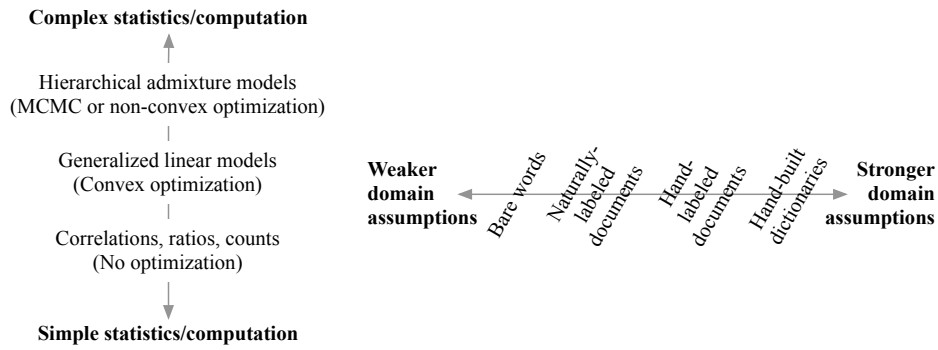 Complex statistics/computation
Hierarchical admixture models
(MCMC or non-convex optimization)
Generalized linear models
(Convex optimization)
Correlations, ratios, counts
(No optimization)
Simple statistics/computation
Weaker
domain
assumptions
Bare words
Naturally-
labeled
documents
Hand-
labeled
documents
Hand-built
dictionaries
Stronger
domain
assumptions